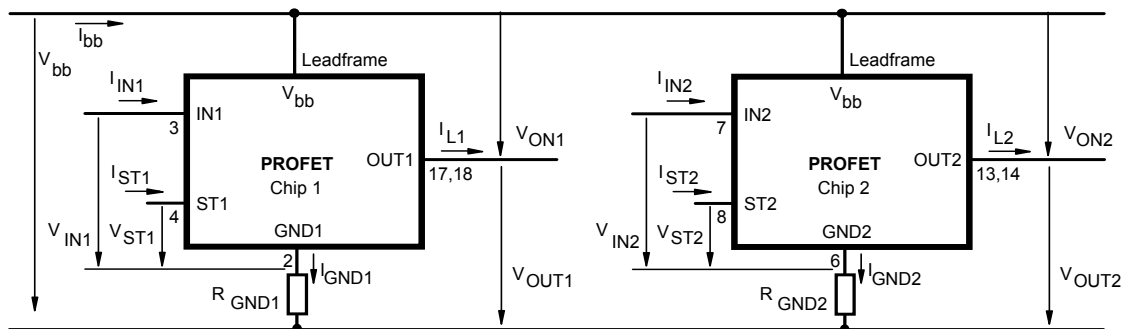 Ibb
Vbb
Leadframe
Vbb
IIN1
IN1
3
PROFET
Chip 1
OUT1
IL1
VON1
17,18
IST1
ST1
4
VIN1
VST1
GND1
2
IGND1
RGND1
VOUT1
Leadframe
Vbb
IIN2
IN2
7
PROFET
Chip 2
OUT2
IL2
VON2
13,14
IST2
ST2
8
VIN2
VST2
GND2
6
IGND2
RGND2
VOUT2